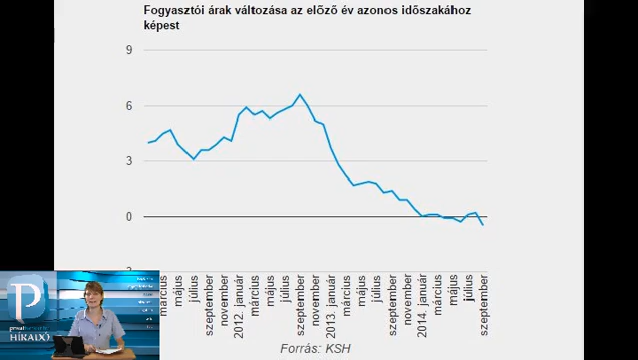 Fogyasztói árak változása az előző év azonos időszakához
képest
9
6
3
0
március
május
július
szeptember
november
2012. január
március
május
július
szeptember
november
2013. január
március
május
július
szeptember
november
2014. január
március
május
július
szeptember
Forrás: KSH
P
HÍRAIX3